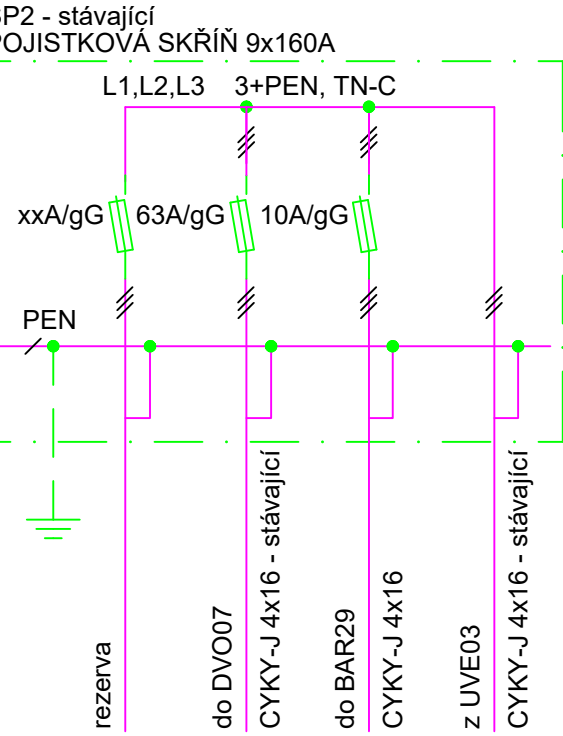 SP2 - stávající
POJISTKOVÁ SKŘÍŇ 9x160A
L1,L2,L3 3+PEN, TN-C
xxA/gG 63A/gG 10A/gG
PEN
rezerva
do DVO07
CYKY-J 4x16 - stávající
do BAR29
CYKY-J 4x16
z UVE03
CYKY-J 4x16 - stávající